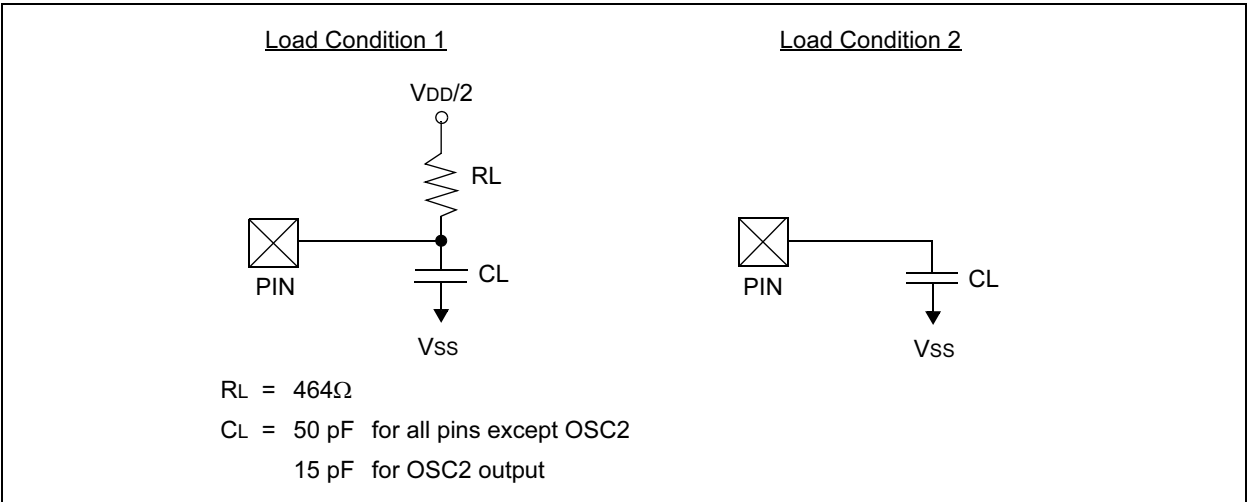 Load Condition 1
Load Condition 2
VDD/2
RL
PIN
CL
VSS
PIN
CL
VSS
RL = 464Ω
CL = 50 pF for all pins except OSC2
15 pF for OSC2 output